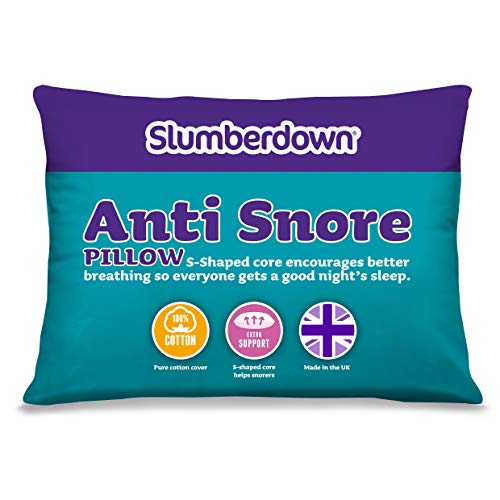 Slumberdown®
Anti Snore
PILLOW S-Shaped core encourages better
breathing so everyone gets a good night's sleep.
100%
COTTON
EXTRA
SUPPORT
Pure cotton cover
S-shaped core
helps snorers
Made in the UK